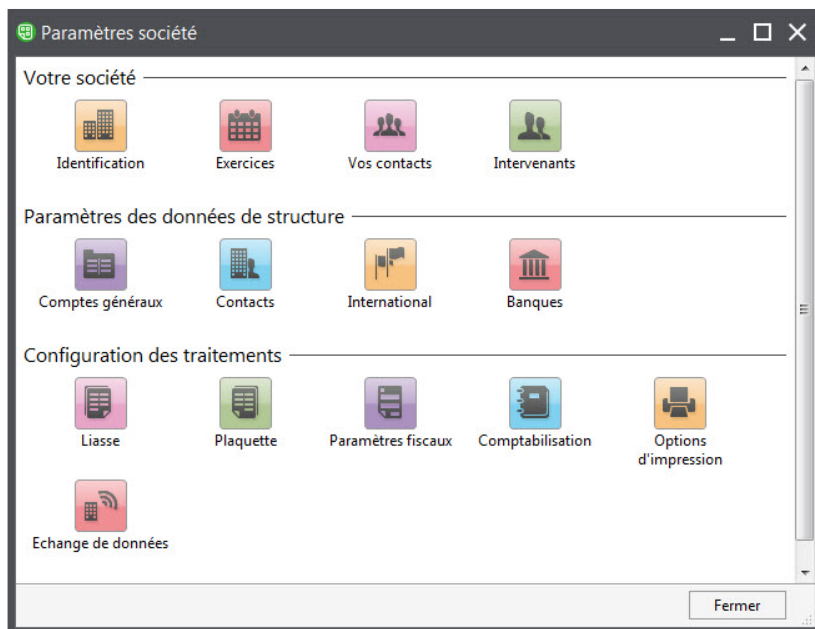 Paramètres société
Votre société
Identification Exercices Vos contacts Intervenants
Paramètres des données de structure
Comptes généraux Contacts International Banques
Configuration des traitements
Liasse Plaquette Paramètres fiscaux Comptabilisation Options
d'impression
Echange de données
Fermer